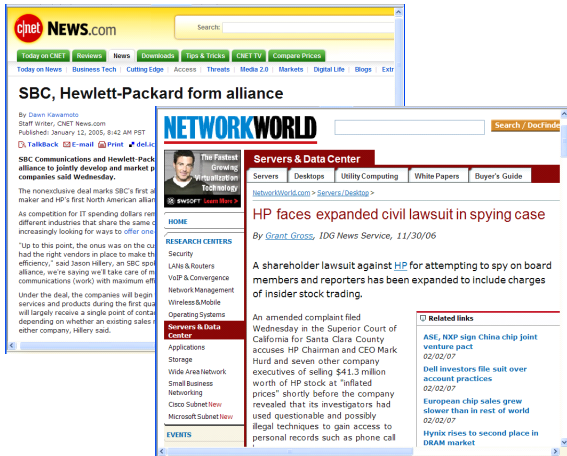 c|net NEWS.com
Search:
Today on CNET Reviews News Downloads Tips & Tricks CNET TV Compare Prices
Today on News Business Tech Cutting Edge Access Threats Media 2.0 Markets Digital Life Blogs
SBC, Hewlett-Packard form alliance
By Dawn Kawamoto
Staff Writer, CNET News.com
Published: January 12, 2005, 8:42 AM PST
TalkBack E-mail Print
SBC Communications and
alliance to jointly develop and market
companies said Wednesday.
The nonexclusive deal marks SBC's first
maker and HP's first North American
As competition for IT spending dollars
different industries that share the same
increasingly looking for ways to offer one
"Up to this point, the onus was on the
had the right vendors in place to make the
efficiency," said Jason Hillery, an SBC
alliance, we're saying we'll take care of
communications (work) with maximum
Under the deal, the companies will begin
services and products during the first
will largely receive a single point of
depending on whether an existing sales
either company, Hillery said.
NETWORKWORLD
Search / DocFinde
The Fastest
Growing
Virtualization
Technology
SWSOFT Learn More >
Servers & Data Center
Servers Desktops Utility Computing White Papers Buyer's Guide
NetworkWorld.com > Servers/Desktop >
HP faces expanded civil lawsuit in spying case
By Grant Gross, IDG News Service, 11/30/06
A shareholder lawsuit against HP for attempting to spy on board
members and reporters has been expanded to include charges
of insider stock trading.
An amended complaint filed
Wednesday in the Superior Court of
California for Santa Clara County
accuses HP Chairman and CEO Mark
Hurd and seven other company
executives of selling $41.3 million
worth of HP stock at "inflated
prices" shortly before the company
revealed that its investigators had
used questionable and possibly
illegal techniques to gain access to
personal records such as phone call
HOME
RESEARCH CENTERS
Security
LANs & Routers
VoIP & Convergence
Network Management
Wireless & Mobile
Operating Systems
Servers & Data
Center
Applications
Storage
Wide Area Network
Small Business
Networking
Cisco Subnet New
Microsoft Subnet New
EVENTS
Related links
ASE, NXP sign China chip joint
venture pact
02/02/07
Dell investors file suit over
account practices
02/02/07
European chip sales grew
slower than in rest of world
02/02/07
Hynix rises to second place in
DRAM market